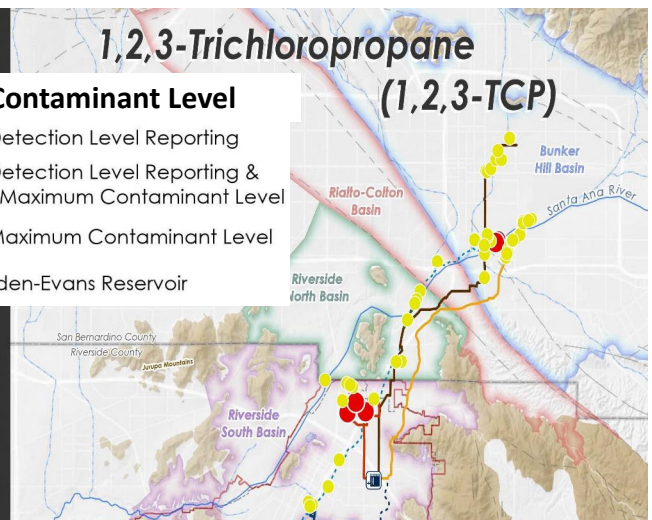 1,2,3-Trichloropropane
(1,2,3-TCP)
Contaminant Level
Detection Level Reporting
Detection Level Reporting &
Maximum Contaminant Level
Maximum Contaminant Level
den-Evans Reservoir
Bunker
Hill Basin
Rialto-Colton
Basin
Santa Ana River
Riverside
North Basin
San Bernardino County
Riverside County
Jurupa Mountains
Riverside
South Basin